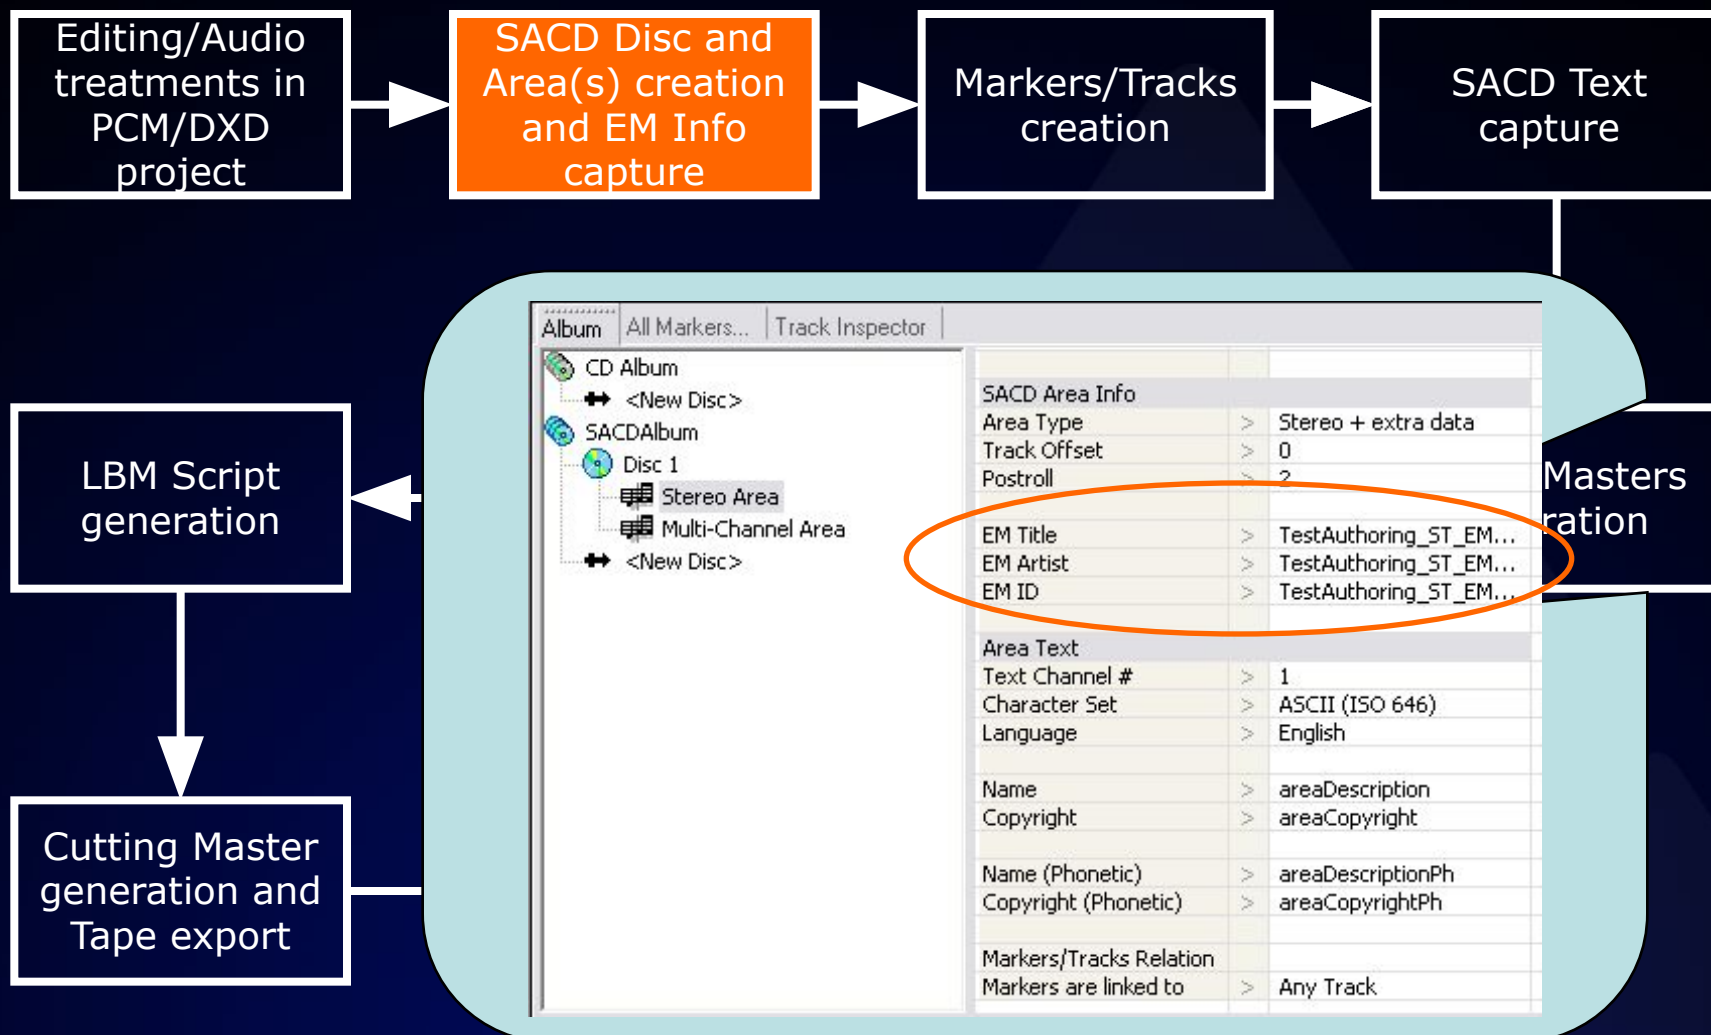 Editing/Audio
treatments in
PCM/DXD
project
SACD Disc and
Area(s) creation
and EM Info
capture
Markers/Tracks
creation
SACD Text
capture
Masters
ration
LBM Script
generation
Cutting Master
generation and
Tape export
Album All Markers... Track Inspector
CD Album
<New Disc>
SACDAlbum
Disc 1
Stereo Area
Multi-Channel Area
<New Disc>
SACD Area Info
Area Type > Stereo + extra data
Track Offset > 0
Postroll > 2
EM Title > TestAuthoring_ST_EM...
EM Artist > TestAuthoring_ST_EM...
EM ID > TestAuthoring_ST_EM...
Area Text
Text Channel # > 1
Character Set > ASCII (ISO 646)
Language > English
Name > areaDescription
Copyright > areaCopyright
Name (Phonetic) > areaDescriptionPh
Copyright (Phonetic) > areaCopyrightPh
Markers/Tracks Relation
Markers are linked to > Any Track